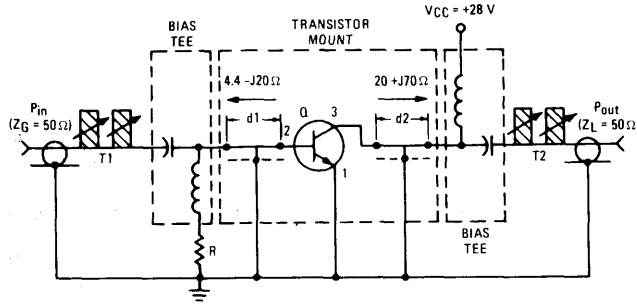 VCC = +28 V
BIAS
TEE
TRANSISTOR
MOUNT
4.4 -J20Ω
20 +J70Ω
Pin
(ZG = 50Ω)
T1
d1
2
Q
3
1
d2
Pout
(ZL = 50Ω)
T2
R
BIAS
TEE